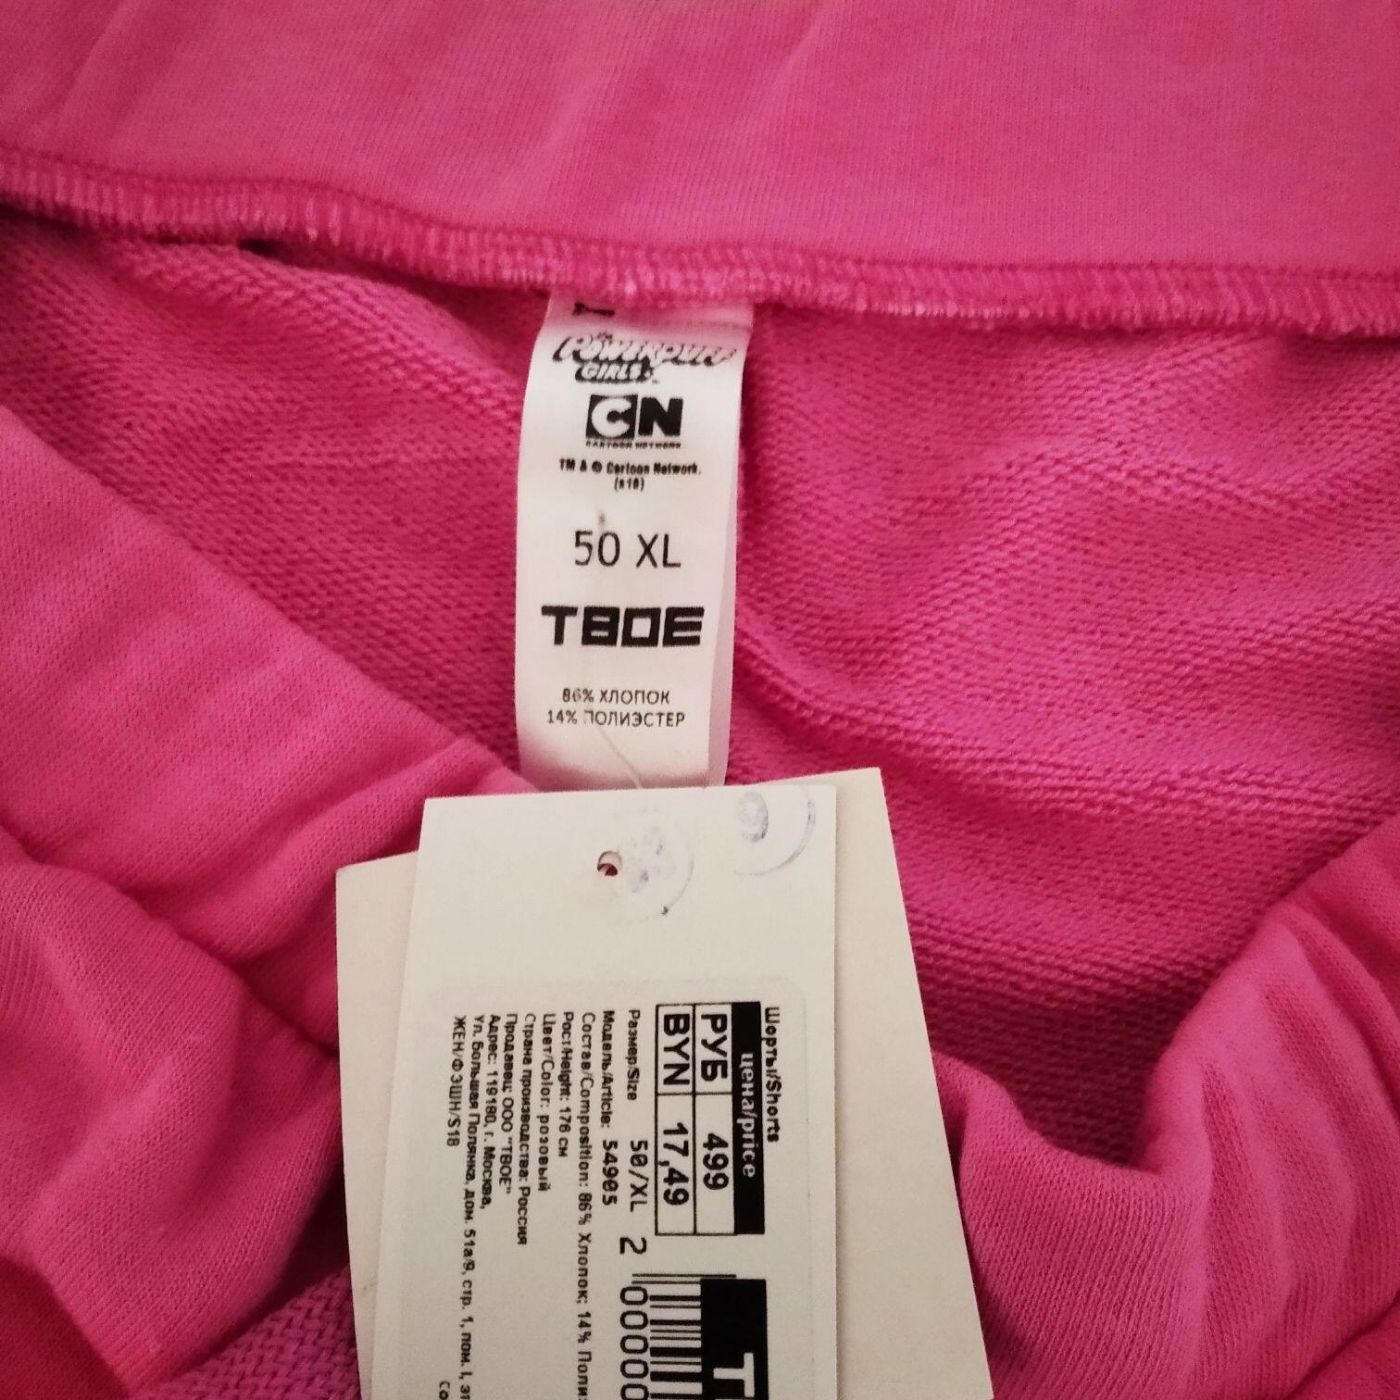 THE
POWERPUFF
GIRLS
CN
CARTOON NETWORK
TM & © Cartoon Network.
(s18)
50 XL
ТВОЕ
86% ХЛОПОК
14% ПОЛИЭСТЕР
Шорты/Shorts
цена/price
РУБ 499
BYN 17,49
Размер/Size 50/XL
Модель/Article: 54905
Состав/Composition: 86% Хлопок; 14% Поли
Рост/Height: 176 см
Цвет/Color: розовый
Страна производства: Россия
Продавец: ООО "ТВОЕ"
Адрес: 119180, г. Москва,
Ул. Большая Полянка, дом. 51а/9, стр. 1, пом. I, эт
ЖЕН/ФЭШН/S18
2 00000